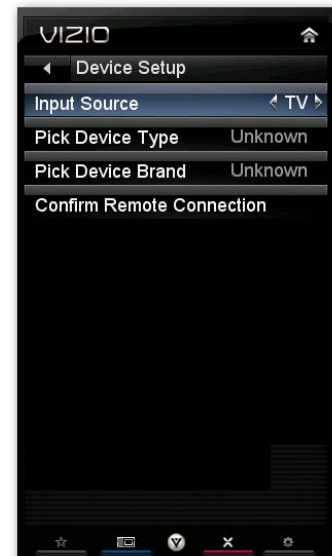 VIZIO
Device Setup
Input Source TV
Pick Device Type Unknown
Pick Device Brand Unknown
Confirm Remote Connection
V